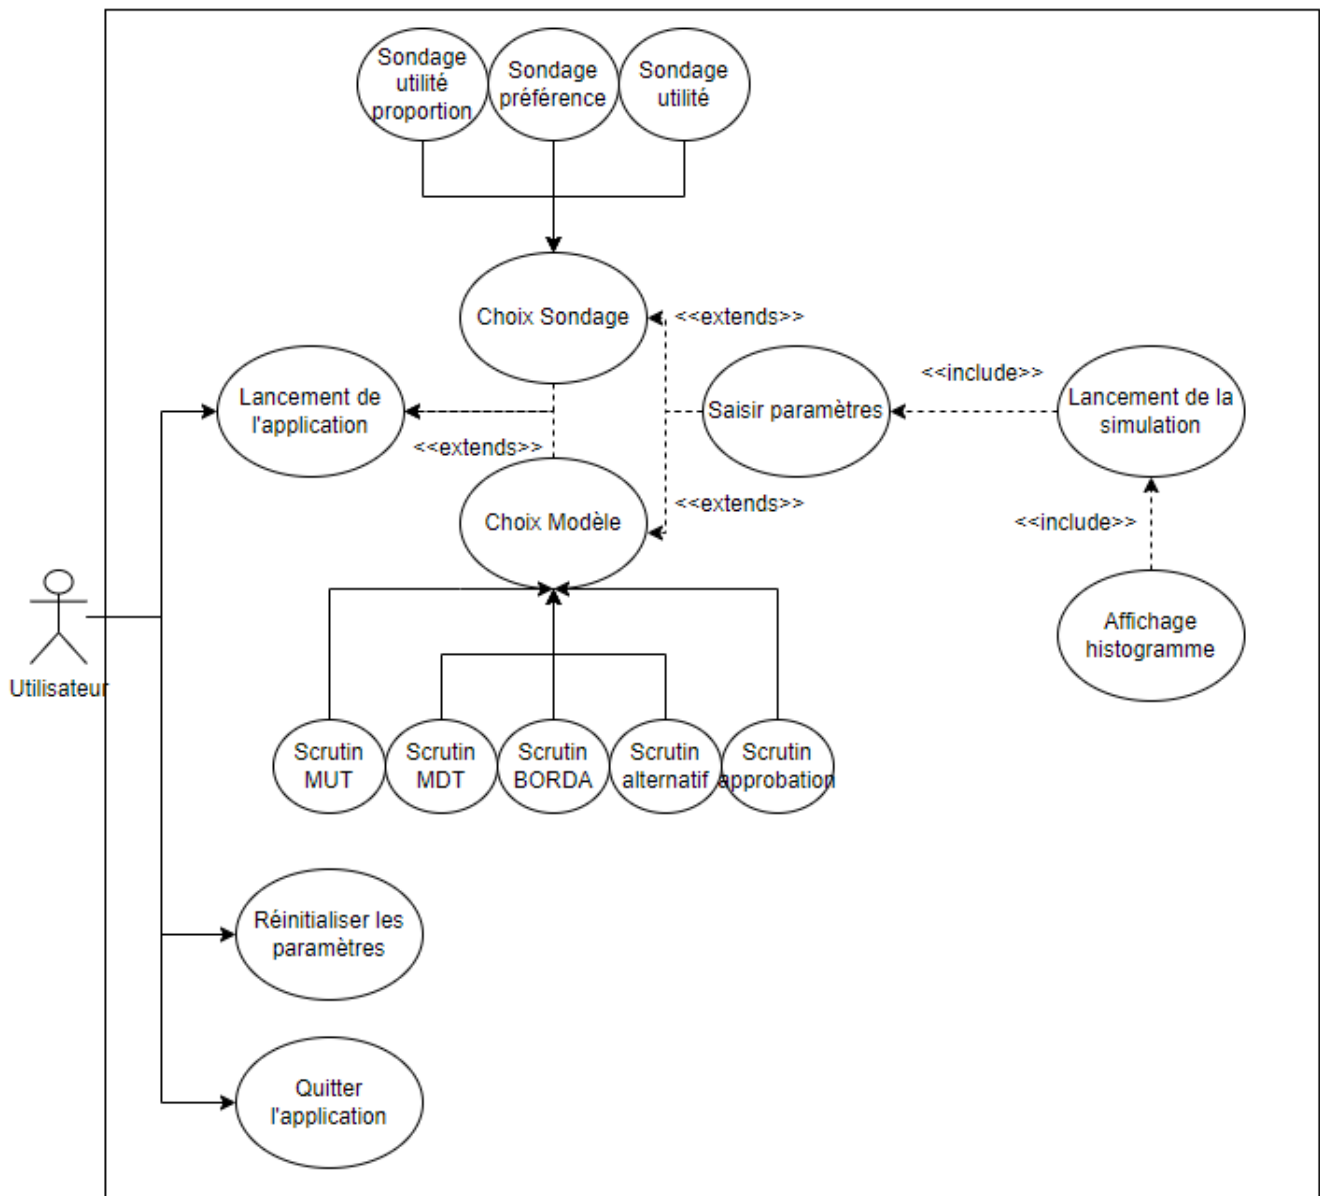 Sondage
utilité
proportion
Sondage
préférence
Sondage
utilité
Choix Sondage
<<extends>>
Lancement de
l'application
<<extends>>
Saisir paramètres
<<include>>
Lancement de la
simulation
Choix Modèle
<<extends>>
<<include>>
Affichage
histogramme
Utilisateur
Scrutin
MUT
Scrutin
MDT
Scrutin
BORDA
Scrutin
alternatif
Scrutin
approbation
Réinitialiser les
paramètres
Quitter
l'application